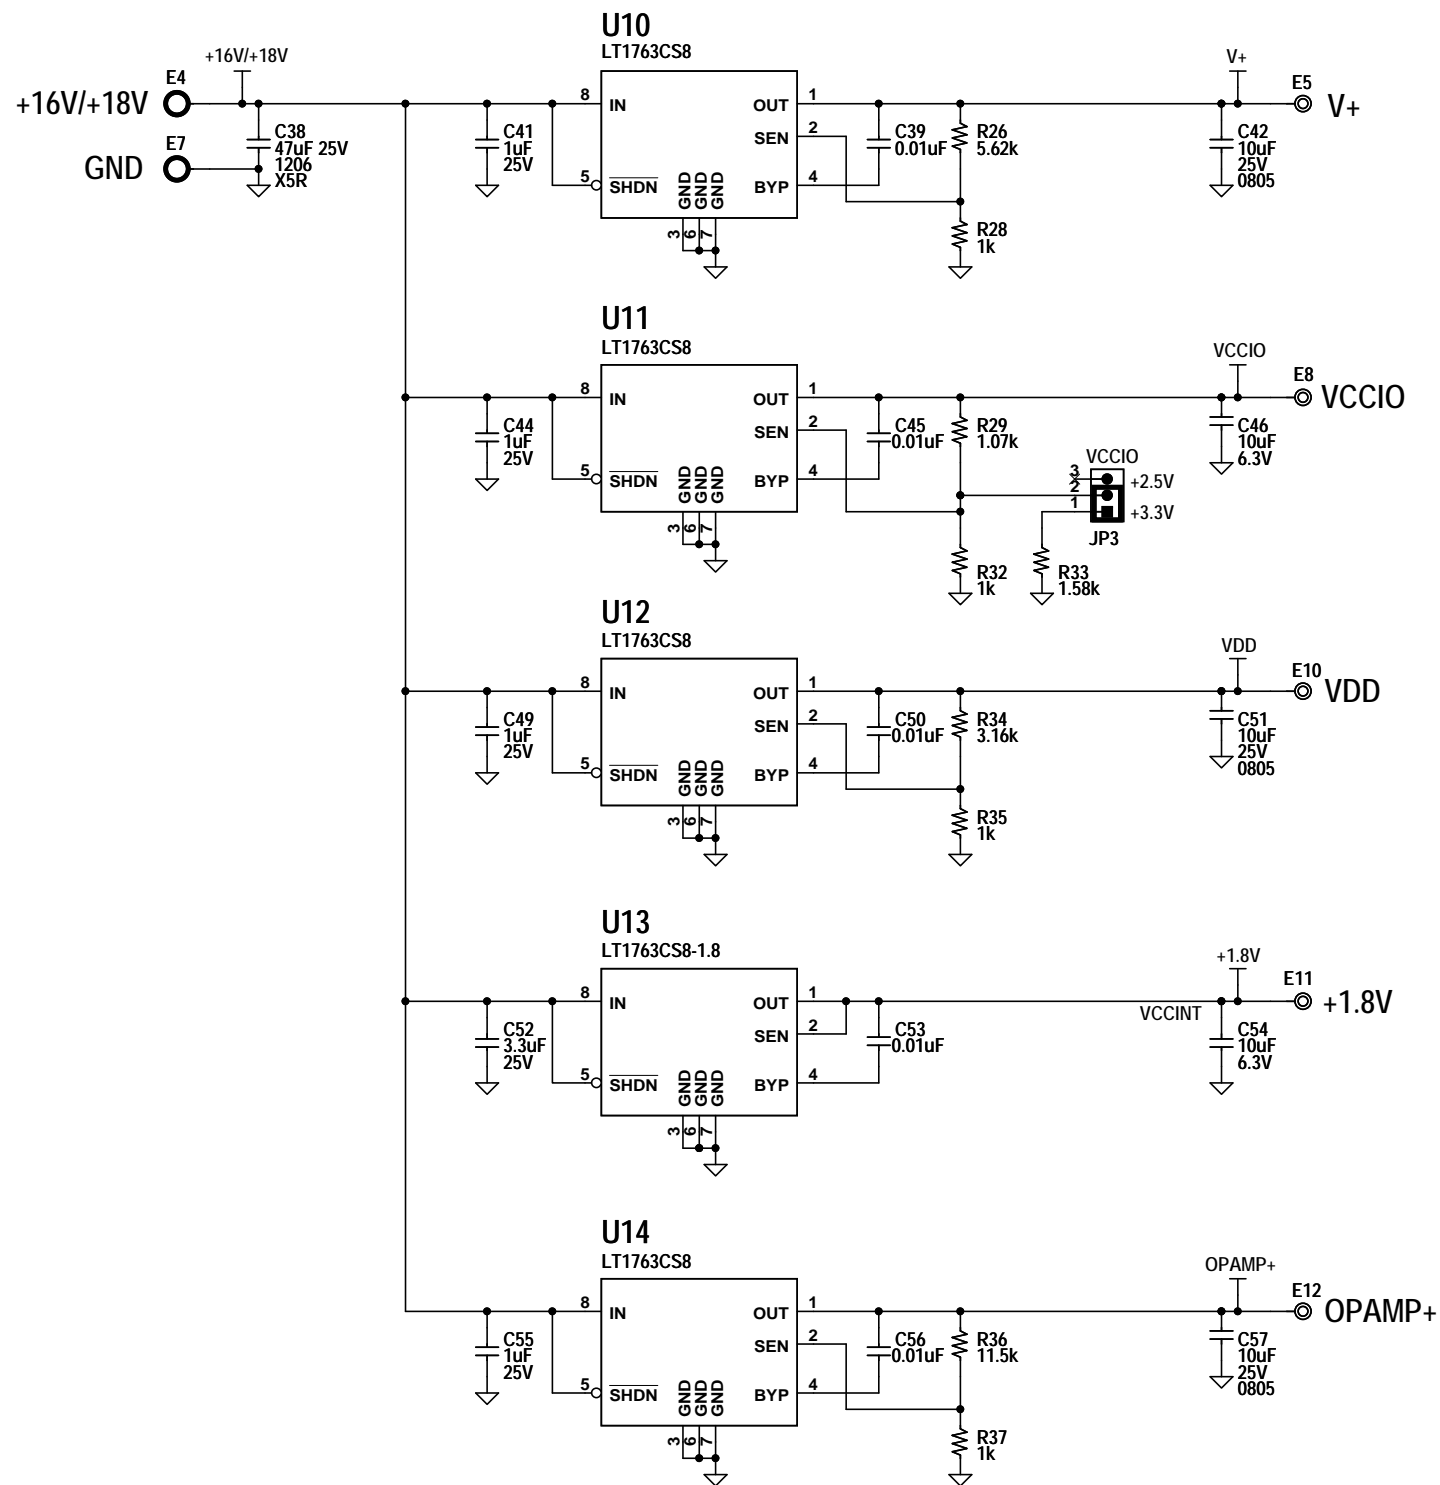 U10
LT1763CS8
+16V/+18V
E4
+16V/+18V
E7
GND
C38
47uF 25V
1206
X5R
C41
1uF
25V
8
IN
5
SHDN
GND
GND
GND
3
6
7
OUT
1
SEN
2
BYP
4
C39
0.01uF
R26
5.62k
R28
1k
V+
E5
V+
C42
10uF
25V
0805
U11
LT1763CS8
C44
1uF
25V
8
IN
5
SHDN
GND
GND
GND
3
6
7
OUT
1
SEN
2
BYP
4
C45
0.01uF
R29
1.07k
R32
1k
VCCIO
3
2
1
+2.5V
+3.3V
JP3
R33
1.58k
VCCIO
E8
VCCIO
C46
10uF
6.3V
U12
LT1763CS8
C49
1uF
25V
8
IN
5
SHDN
GND
GND
GND
3
6
7
OUT
1
SEN
2
BYP
4
C50
0.01uF
R34
3.16k
R35
1k
VDD
E10
VDD
C51
10uF
25V
0805
U13
LT1763CS8-1.8
C52
3.3uF
25V
8
IN
5
SHDN
GND
GND
GND
3
6
7
OUT
1
SEN
2
BYP
4
C53
0.01uF
+1.8V
VCCINT
E11
+1.8V
C54
10uF
6.3V
U14
LT1763CS8
C55
1uF
25V
8
IN
5
SHDN
GND
GND
GND
3
6
7
OUT
1
SEN
2
BYP
4
C56
0.01uF
R36
11.5k
R37
1k
OPAMP+
E12
OPAMP+
C57
10uF
25V
0805